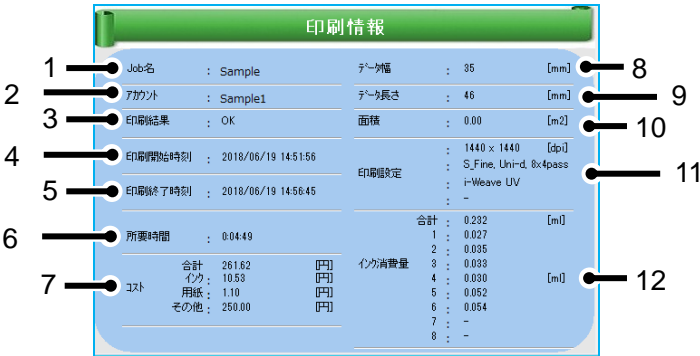 印刷情報
1 Job名 : Sample
2 アカウント : Sample1
3 印刷結果 : OK
4 印刷開始時刻 : 2018/06/19 14:51:56
5 印刷終了時刻 : 2018/06/19 14:56:45
6 所要時間 : 0:04:49
7 コスト
合計 261.62 [円]
インク : 10.53 [円]
用紙 : 1.10 [円]
その他 : 250.00 [円]
データ幅 : 35 [mm] 8
データ長さ : 46 [mm] 9
面積 : 0.00 [m2] 10
印刷設定 11
: 1440 x 1440 [dpi]
: S_Fine, Uni-d, 8x4pass
: i-Weave UV
: -
インク消費量 12
合計 : 0.232 [ml]
1 : 0.027
2 : 0.035
3 : 0.033
4 : 0.030 [ml]
5 : 0.052
6 : 0.054
7 : -
8 : -